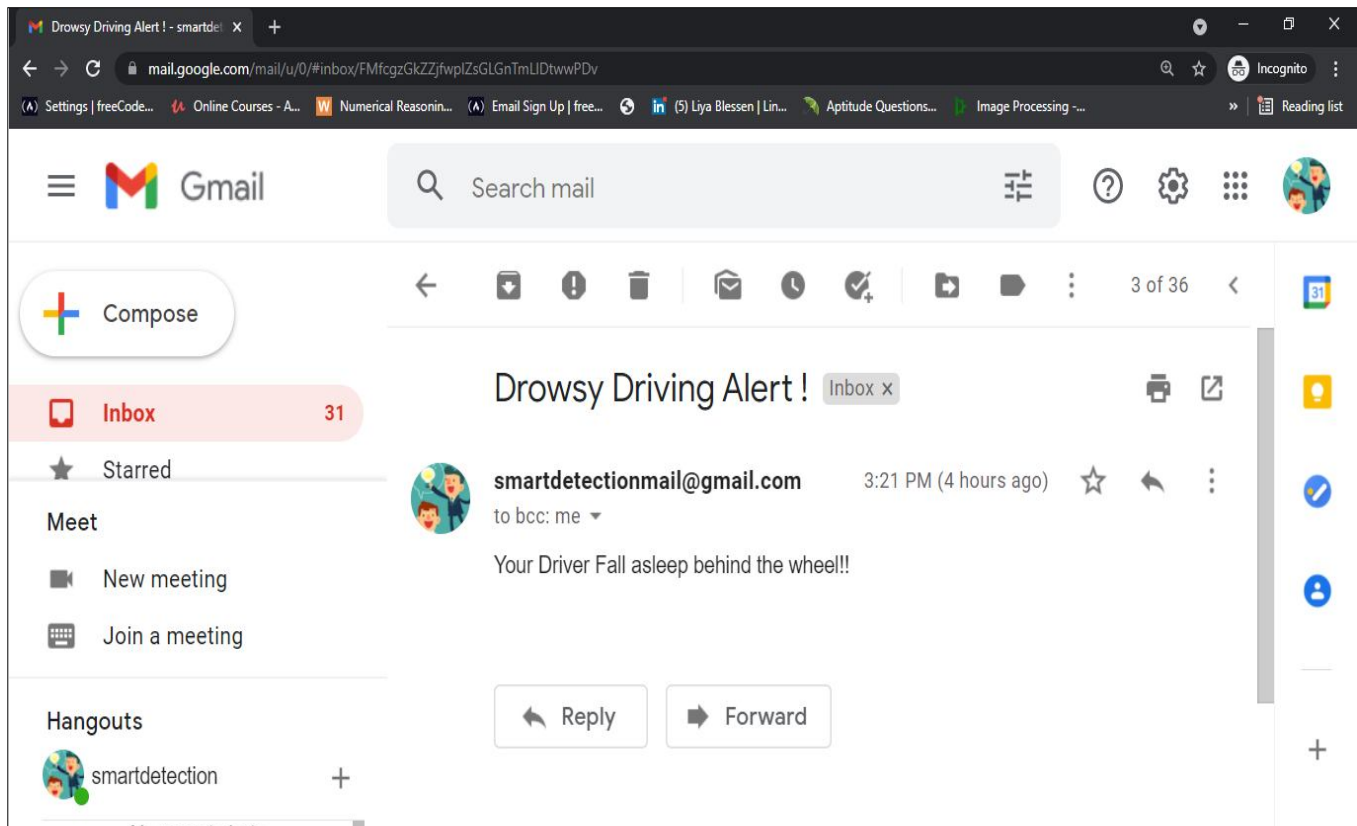 Drowsy Driving Alert ! - smartdet
mail.google.com/mail/u/0/#inbox/FMfcgzGkZZjfwplZsGLGnTmLlDtwwPDv
Incognito
Settings | freeCode... Online Courses - A... Numerical Reasonin... Email Sign Up | free... (5) Liya Blessen | Lin... Aptitude Questions... Image Processing -... » Reading list
Gmail
Search mail
Compose
3 of 36
31
Drowsy Driving Alert ! Inbox x
Inbox 31
Starred
smartdetectionmail@gmail.com 3:21 PM (4 hours ago)
to bcc: me
Meet
Your Driver Fall asleep behind the wheel!!
New meeting
Join a meeting
Reply
Forward
Hangouts
smartdetection